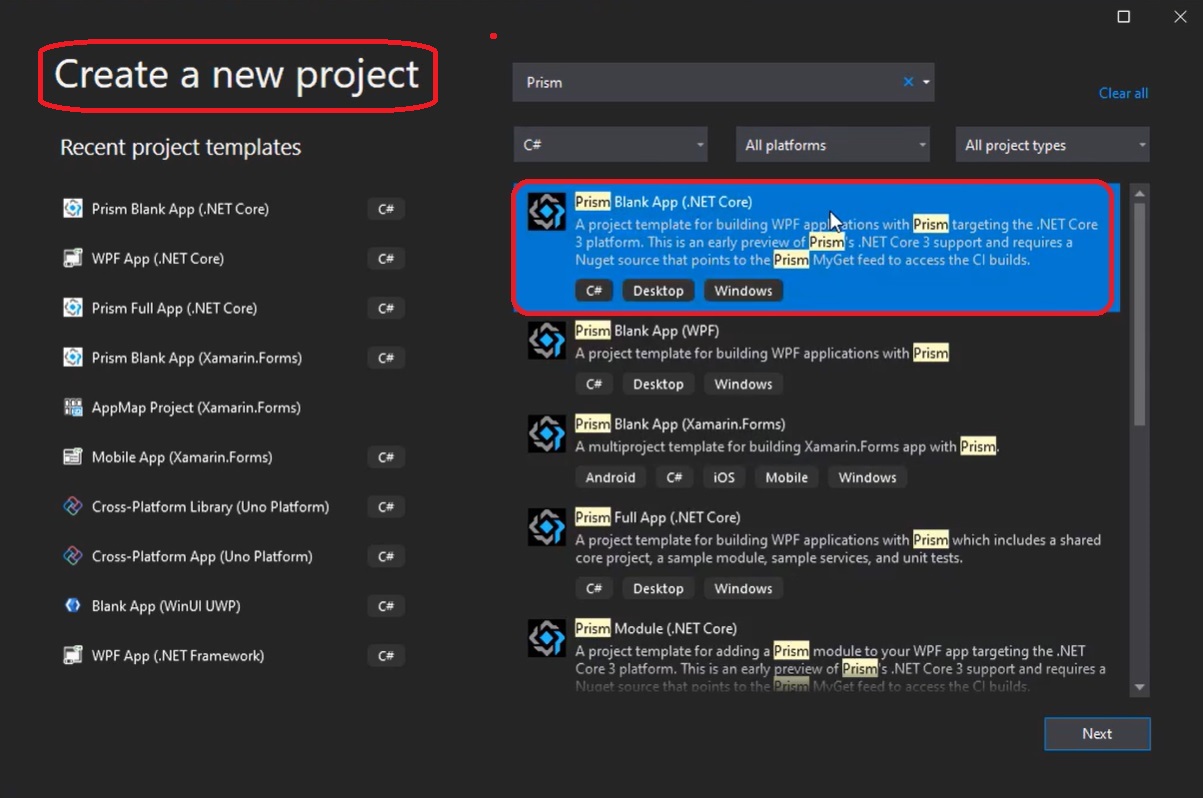 Create a new project
Recent project templates
Prism Blank App (.NET Core) C#
WPF App (.NET Core) C#
Prism Full App (.NET Core) C#
Prism Blank App (Xamarin.Forms) C#
AppMap Project (Xamarin.Forms)
Mobile App (Xamarin.Forms) C#
Cross-Platform Library (Uno Platform) C#
Cross-Platform App (Uno Platform) C#
Blank App (WinUI UWP) C#
WPF App (.NET Framework) C#
Prism
Clear all
C# All platforms All project types
Prism Blank App (.NET Core)
A project template for building WPF applications with Prism targeting the .NET Core
3 platform. This is an early preview of Prism's .NET Core 3 support and requires a
Nuget source that points to the Prism MyGet feed to access the CI builds.
C# Desktop Windows
Prism Blank App (WPF)
A project template for building WPF applications with Prism
C# Desktop Windows
Prism Blank App (Xamarin.Forms)
A multiproject template for building Xamarin.Forms app with Prism.
Android C# iOS Mobile Windows
Prism Full App (.NET Core)
A project template for building WPF applications with Prism which includes a shared
core project, a sample module, sample services, and unit tests.
C# Desktop Windows
Prism Module (.NET Core)
A project template for adding a Prism module to your WPF app targeting the .NET
Core 3 platform. This is an early preview of Prism's .NET Core 3 support and requires a
Nuget source that points to the Prism MyGet feed to access the CI builds.
Next